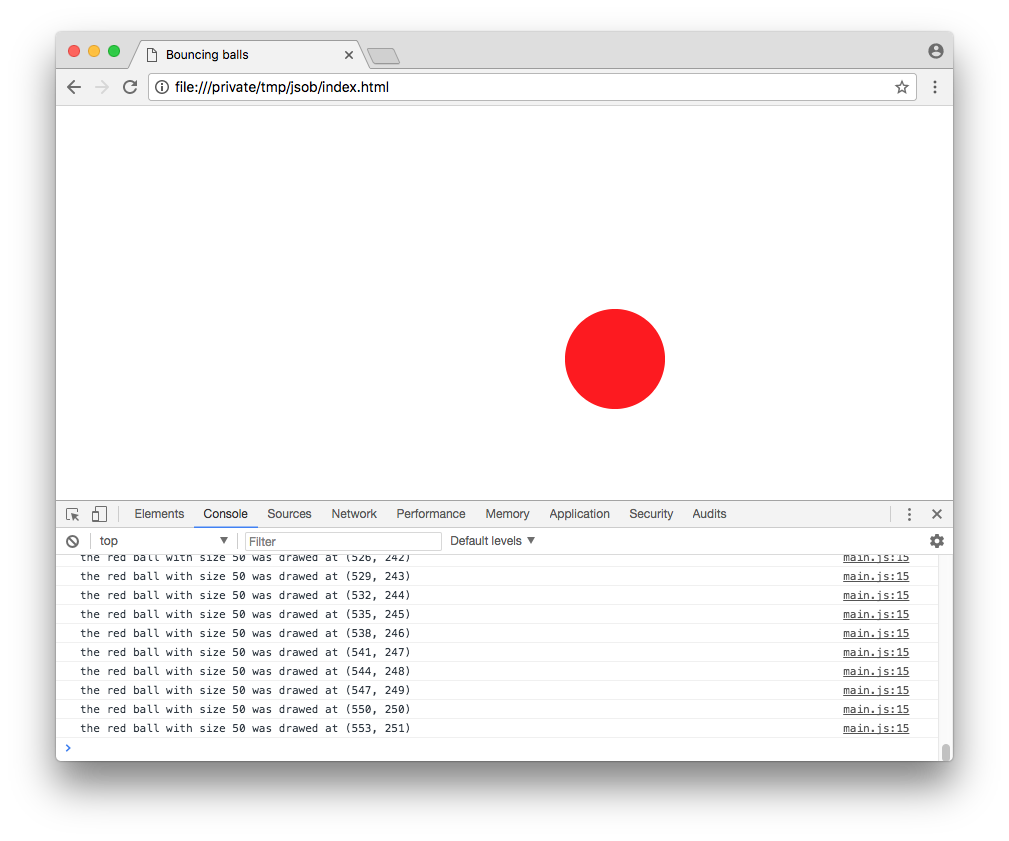 Bouncing balls
file:///private/tmp/jsob/index.html
Elements Console Sources Network Performance Memory Application Security Audits
top Filter Default levels
the red ball with size 50 was drawed at (526, 242) main.js:15
the red ball with size 50 was drawed at (529, 243) main.js:15
the red ball with size 50 was drawed at (532, 244) main.js:15
the red ball with size 50 was drawed at (535, 245) main.js:15
the red ball with size 50 was drawed at (538, 246) main.js:15
the red ball with size 50 was drawed at (541, 247) main.js:15
the red ball with size 50 was drawed at (544, 248) main.js:15
the red ball with size 50 was drawed at (547, 249) main.js:15
the red ball with size 50 was drawed at (550, 250) main.js:15
the red ball with size 50 was drawed at (553, 251) main.js:15